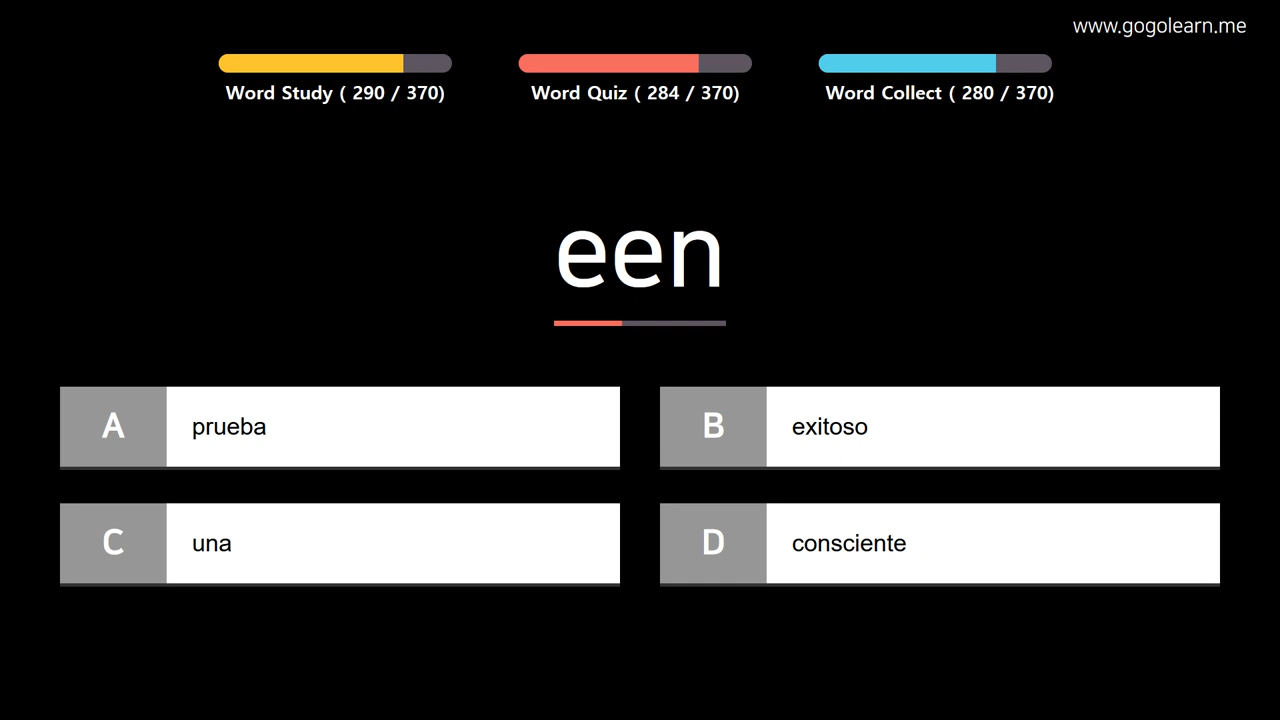 www.gogolearn.me
Word Study ( 290 / 370)
Word Quiz ( 284 / 370)
Word Collect ( 280 / 370)
een
A prueba
B exitoso
C una
D consciente